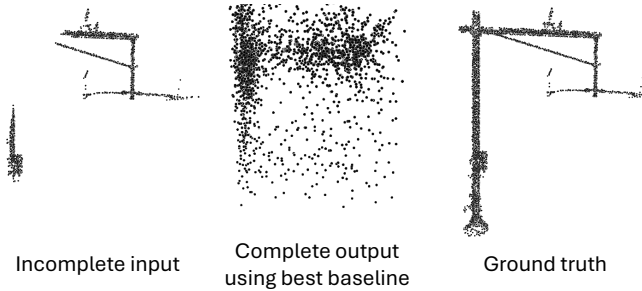 Incomplete input
Complete output
using best baseline
Ground truth